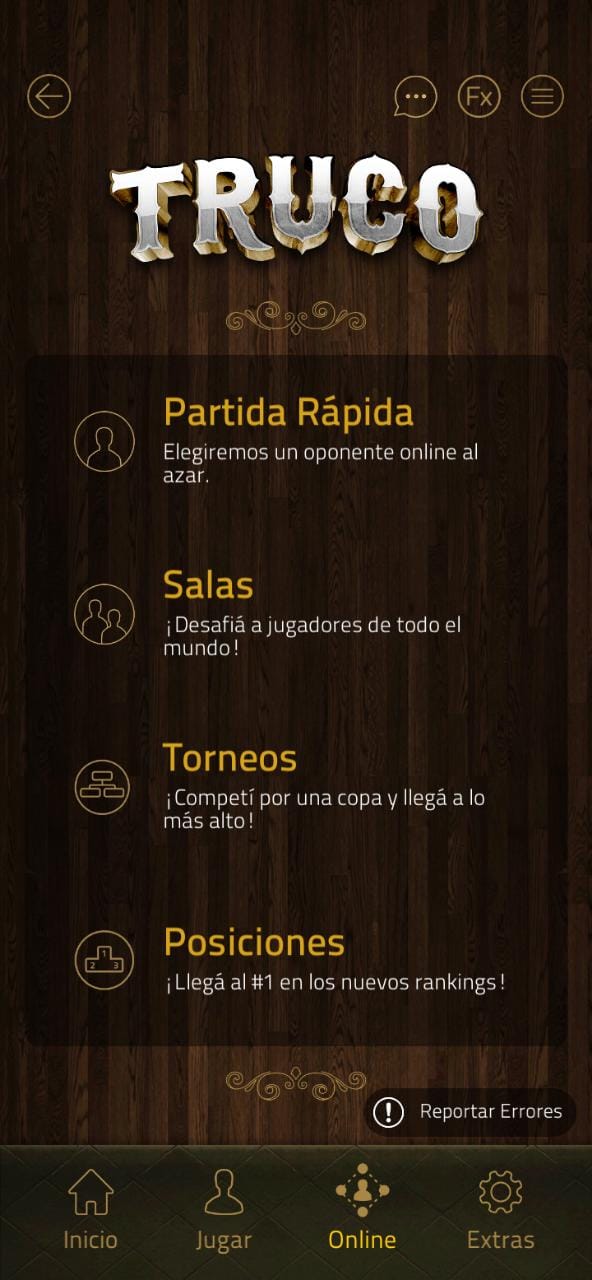 Fx
TRUCO
Partida Rápida
Elegiremos un oponente online al
azar.
Salas
¡Desafiá a jugadores de todo el
mundo!
Torneos
¡Competí por una copa y llegá a lo
más alto!
Posiciones
1
2 3
¡Llegá al #1 en los nuevos rankings!
Reportar Errores
Inicio
Jugar
Online
Extras